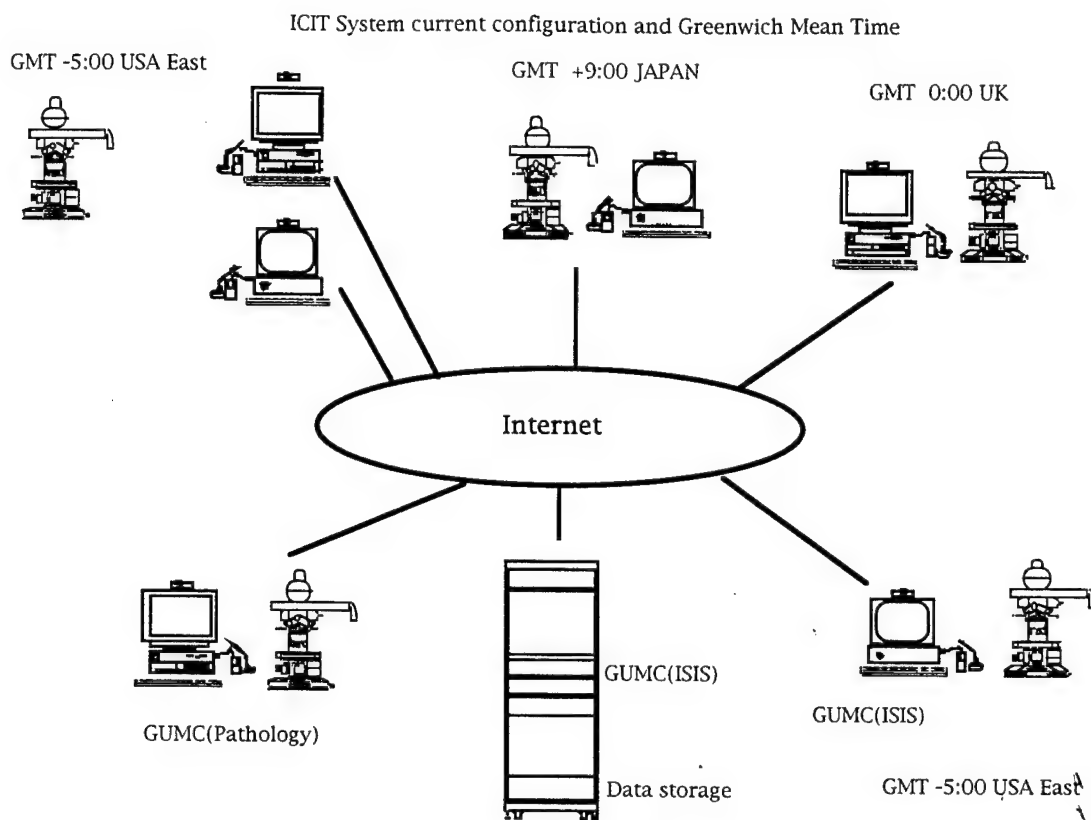 ICIT System current configuration and Greenwich Mean Time
GMT -5:00 USA East
GMT +9:00 JAPAN
GMT 0:00 UK
Internet
GUMC(Pathology)
GUMC(ISIS)
Data storage
GUMC(ISIS)
GMT -5:00 USA East